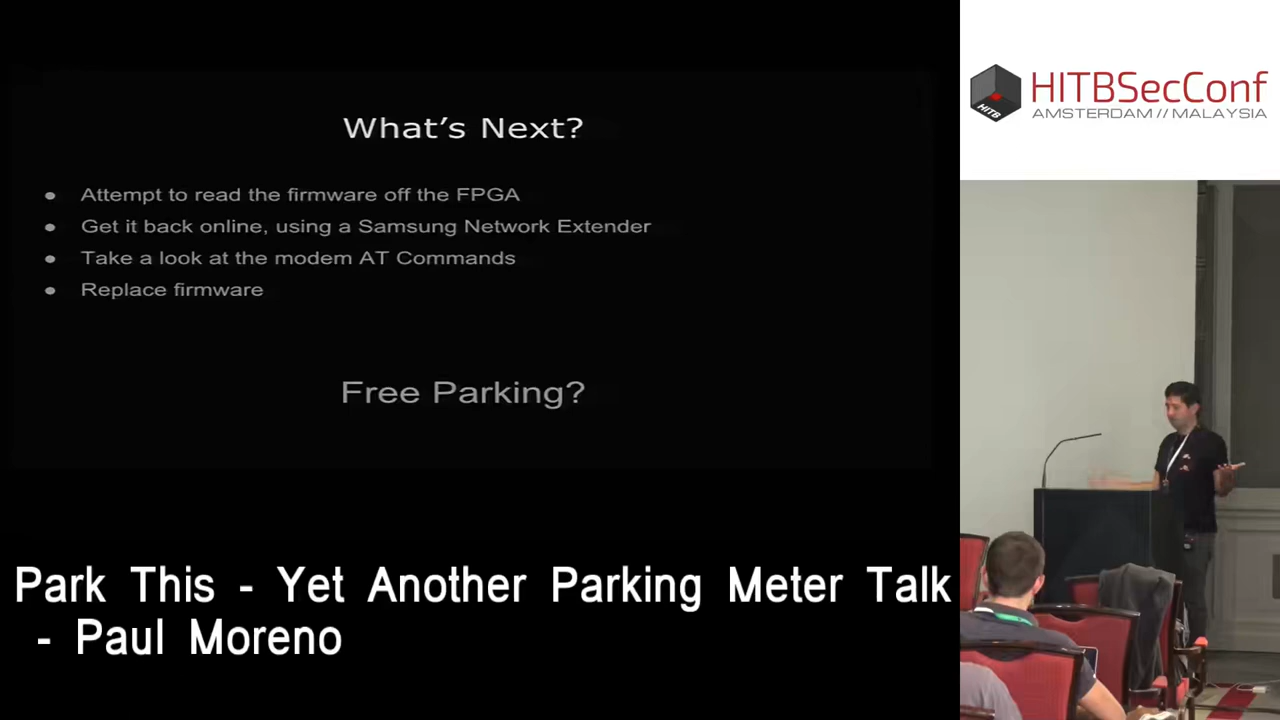 What's Next?
● Attempt to read the firmware off the FPGA
● Get it back online, using a Samsung Network Extender
● Take a look at the modem AT Commands
● Replace firmware
Free Parking?
Park This - Yet Another Parking Meter Talk
- Paul Moreno
HITB
HITBSecConf
AMSTERDAM // MALAYSIA